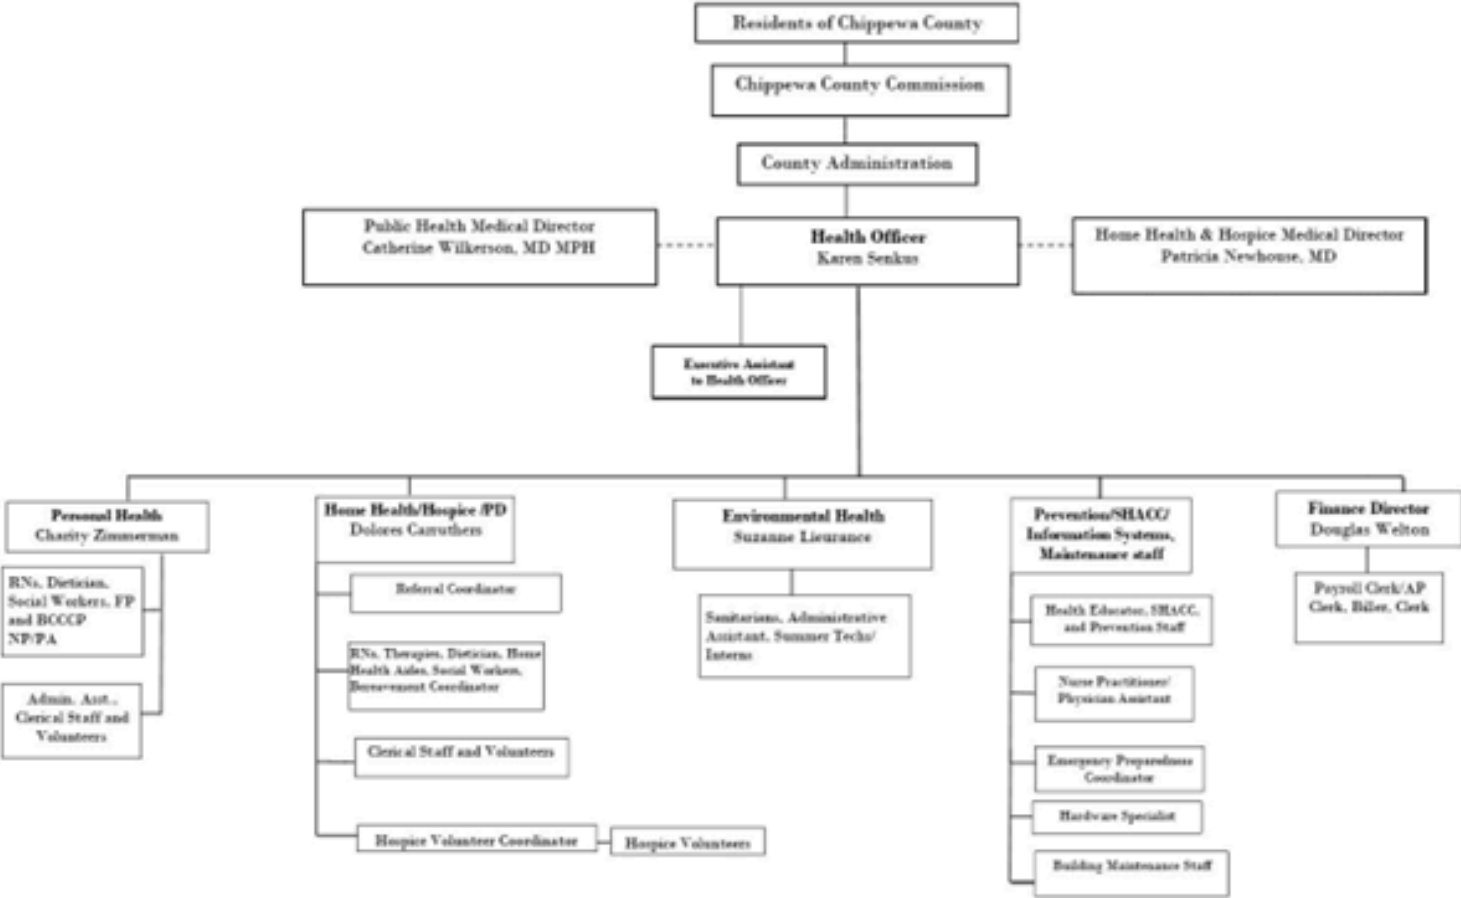 Residents of Chippewa County
Chippewa County Commission
County Administration
Public Health Medical Director
Catherine Wilkerson, MD MPH
Health Officer
Karen Senkus
Home Health & Hospice Medical Director
Patricia Newhouse, MD
Executive Assistant
to Health Officer
Personal Health
Charity Zimmerman
RNs, Dietician,
Social Workers, FP
and BCCCP
NP/PA
Admin. Asst.,
Clerical Staff and
Volunteers
Home Health/Hospice /PD
Dolores Carruthers
Referral Coordinator
RNs, Therapies, Dietician, Home
Health Aides, Social Workers,
Bereavement Coordinator
Clerical Staff and Volunteers
Hospice Volunteer Coordinator
Hospice Volunteers
Environmental Health
Suzanne Lieurance
Sanitarians, Administrative
Assistant, Summer Techs/
Interns
Prevention/SHACC/
Information Systems,
Maintenance staff
Health Educator, SHACC,
and Prevention Staff
Nurse Practitioner/
Physician Assistant
Emergency Preparedness
Coordinator
Hardware Specialist
Building Maintenance Staff
Finance Director
Douglas Welton
Payroll Clerk/AP
Clerk, Biller, Clerk